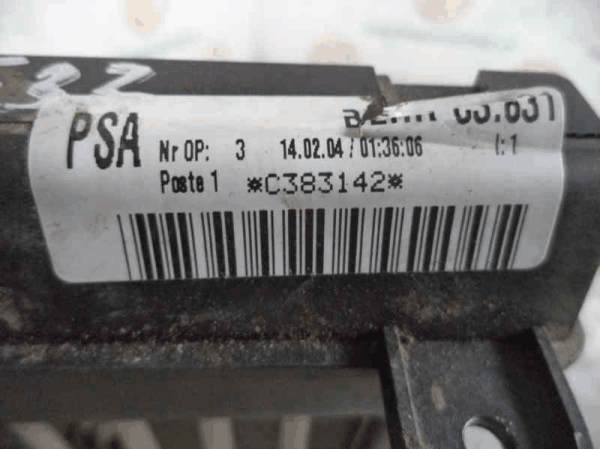 PSA
Nr OP: 3 14.02.04 / 01:36:06 (: 1
Poste 1 *C383142*